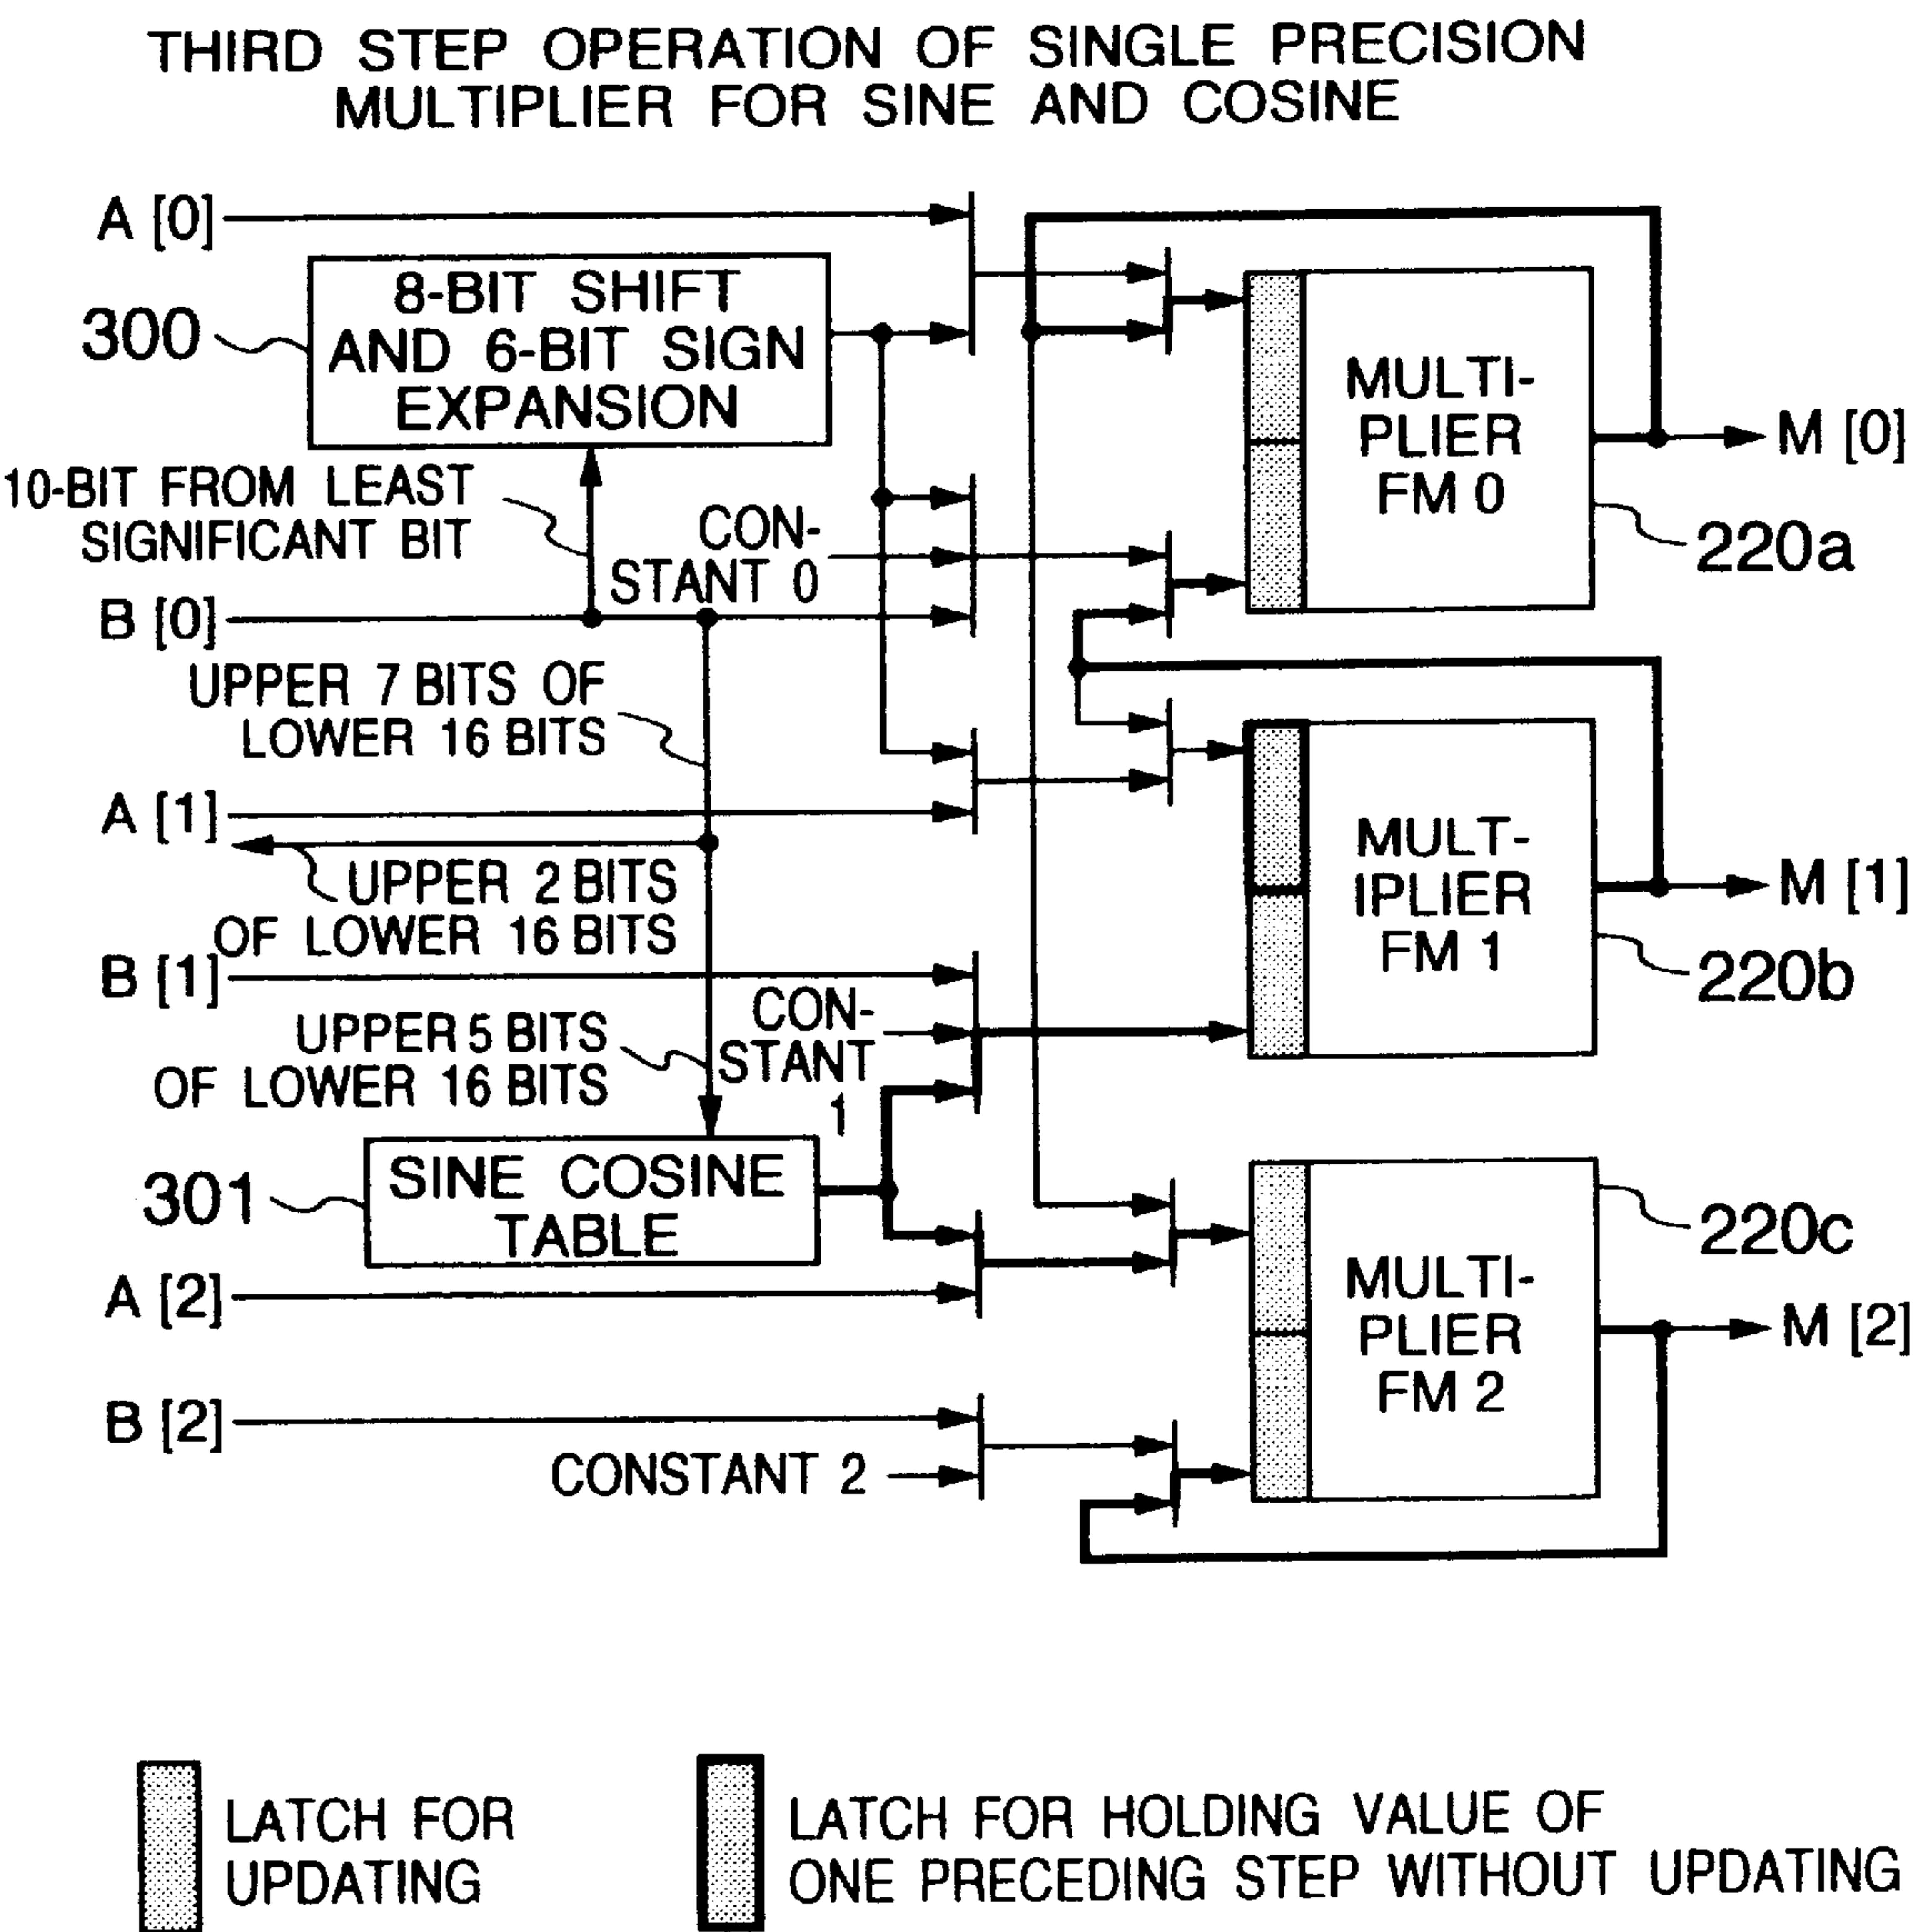 THIRD STEP OPERATION OF SINGLE PRECISION
MULTIPLIER FOR SINE AND COSINE
A [0]
8-BIT SHIFT
AND 6-BIT SIGN
EXPANSION
300
MULTI-
PLIER
FM 0
M [0]
220a
10-BIT FROM LEAST
SIGNIFICANT BIT
CON-
STANT 0
B [0]
UPPER 7 BITS OF
LOWER 16 BITS
A [1]
UPPER 2 BITS
OF LOWER 16 BITS
MULT-
IPLIER
FM 1
M [1]
220b
B [1]
CON-
STANT
1
UPPER 5 BITS
OF LOWER 16 BITS
SINE COSINE
TABLE
301
A [2]
220c
MULTI-
PLIER
FM 2
M [2]
B [2]
CONSTANT 2
LATCH FOR
UPDATING
LATCH FOR HOLDING VALUE OF
ONE PRECEDING STEP WITHOUT UPDATING